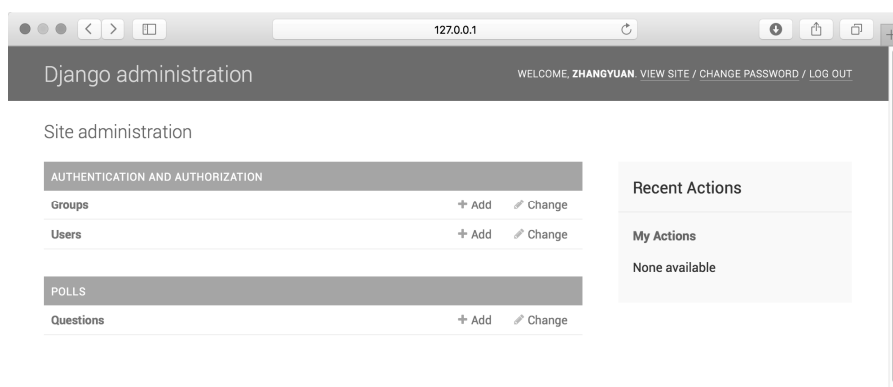 127.0.0.1
Django administration
WELCOME, ZHANGYUAN. VIEW SITE / CHANGE PASSWORD / LOG OUT
Site administration
AUTHENTICATION AND AUTHORIZATION
Groups + Add Change
Users + Add Change
POLLS
Questions + Add Change
Recent Actions
My Actions
None available